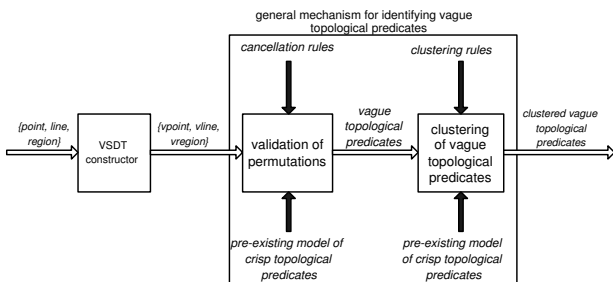 general mechanism for identifying vague
topological predicates
cancellation rules
clustering rules
{point, line,
region}
VSDT
constructor
{vpoint, vline,
vregion}
validation of
permutations
vague
topological
predicates
clustering
of vague
topological
predicates
clustered vague
topological
predicates
pre-existing model of
crisp topological
predicates
pre-existing model
of crisp topological
predicates